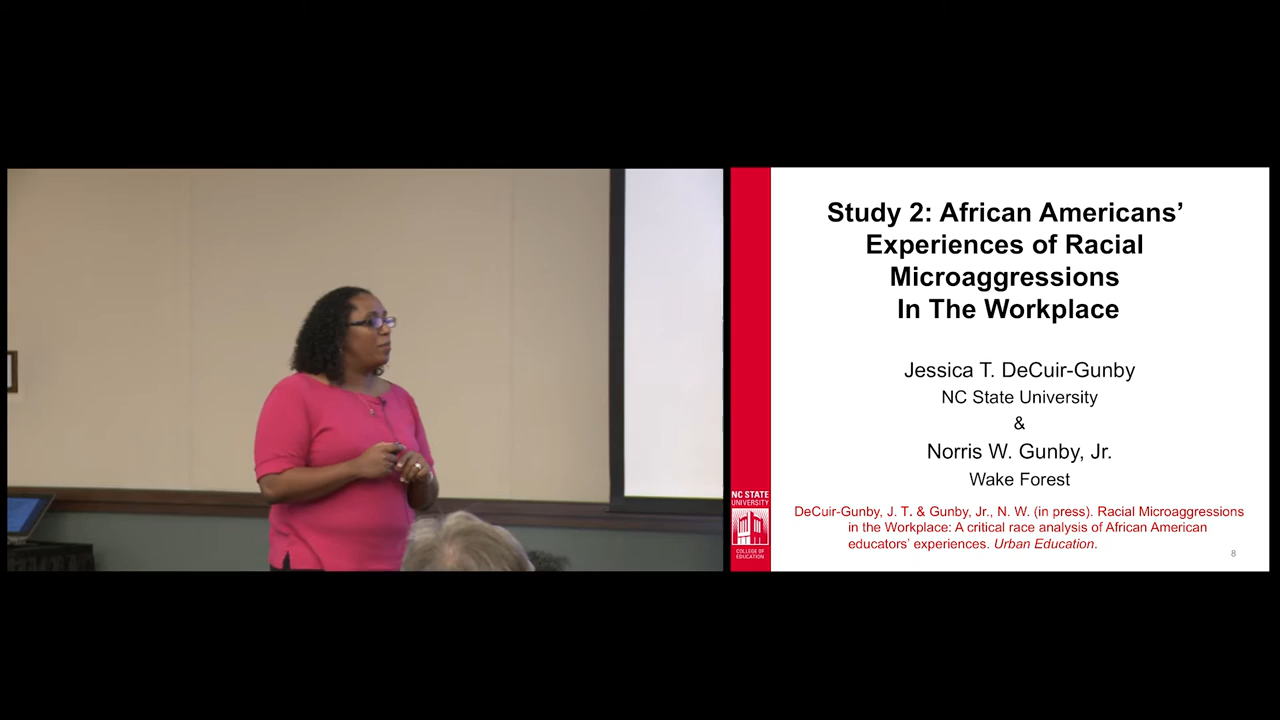 Study 2: African Americans’
Experiences of Racial
Microaggressions
In The Workplace
Jessica T. DeCuir-Gunby
NC State University
&
Norris W. Gunby, Jr.
Wake Forest
DeCuir-Gunby, J. T. & Gunby, Jr., N. W. (in press). Racial Microaggressions
in the Workplace: A critical race analysis of African American
educators’ experiences. Urban Education.
NC STATE
UNIVERSITY
COLLEGE OF
EDUCATION
8